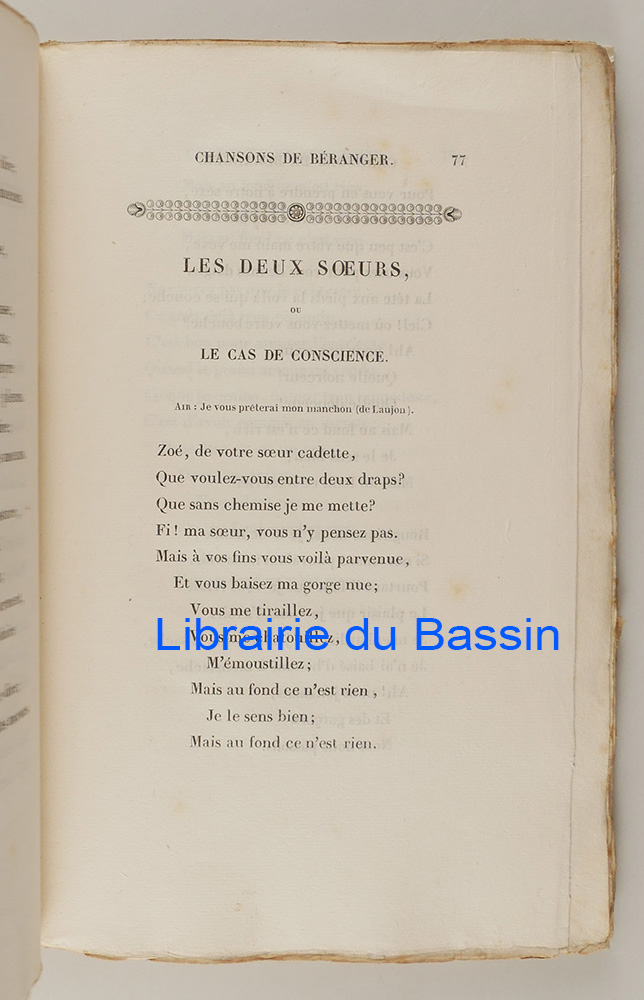 CHANSONS DE BÉRANGER. 77
LES DEUX SŒURS,
OU
LE CAS DE CONSCIENCE.
AIR : Je vous prêterai mon manchon (de Laujon).
Zoé, de votre sœur cadette,
Que voulez-vous entre deux draps?
Que sans chemise je me mette?
Fi ! ma sœur, vous n'y pensez pas.
Mais à vos fins vous voilà parvenue,
Et vous baisez ma gorge nue;
Vous me tiraillez,
Vous me chatouillez,
Librairie du Bassin
M'émoustillez;
Mais au fond ce n'est rien,
Je le sens bien;
Mais au fond ce n'est rien.